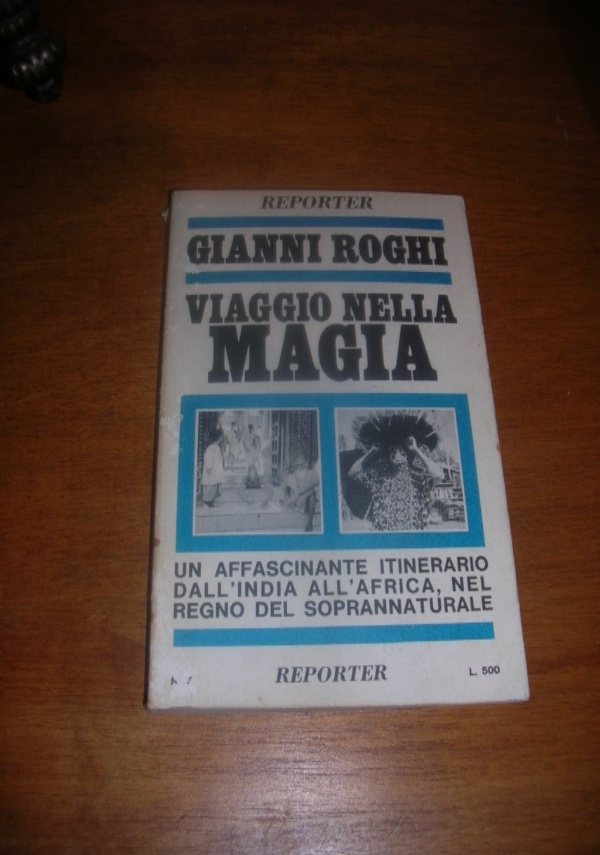 REPORTER
GIANNI ROGHI
VIAGGIO NELLA
MAGIA
UN AFFASCINANTE ITINERARIO
DALL'INDIA ALL'AFRICA, NEL
REGNO DEL SOPRANNATURALE
REPORTER
L. 500